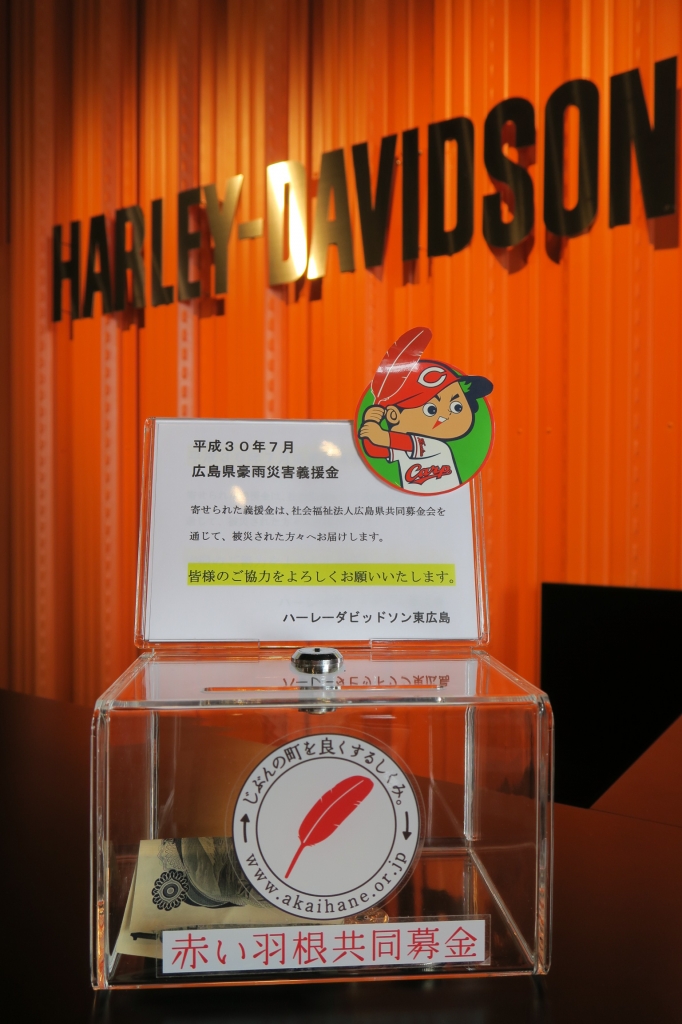 HARLEY-DAVIDSON
C
Carp
平成30年7月
広島県豪雨災害義援金
寄せられた義援金は、社会福祉法人広島県共同募金会を
通じて、被災された方々へお届けします。
皆様のご協力をよろしくお願いいたします。
ハーレーダビッドソン東広島
じぶんの町を良くするしくみ。
www.akaihane.or.jp
赤い羽根共同募金